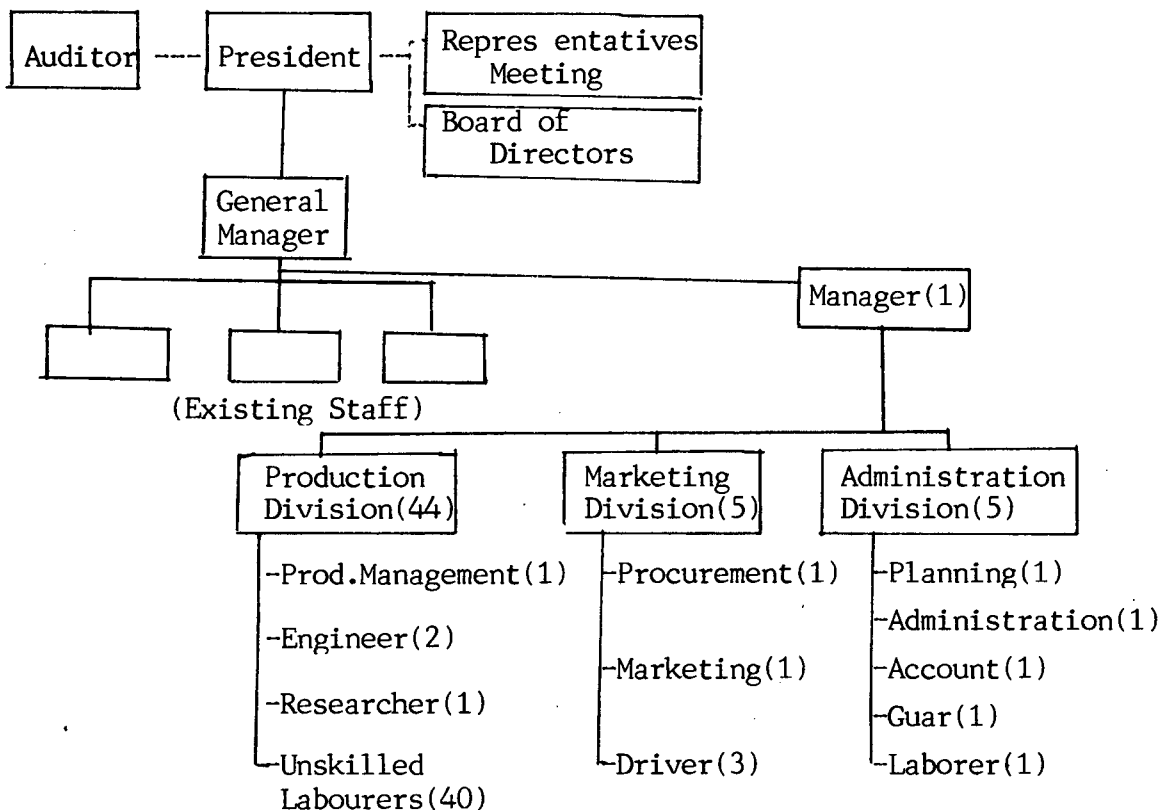 Auditor
President
Repres entatives
Meeting
Board of
Directors
General
Manager
Manager(1)
(Existing Staff)
Production
Division(44)
Marketing
Division(5)
Administration
Division(5)
-Prod.Management(1)
-Engineer(2)
-Researcher(1)
-Unskilled
Labourers(40)
-Procurement(1)
-Marketing(1)
-Driver(3)
-Planning(1)
-Administration(1)
-Account(1)
-Guar(1)
-Laborer(1)